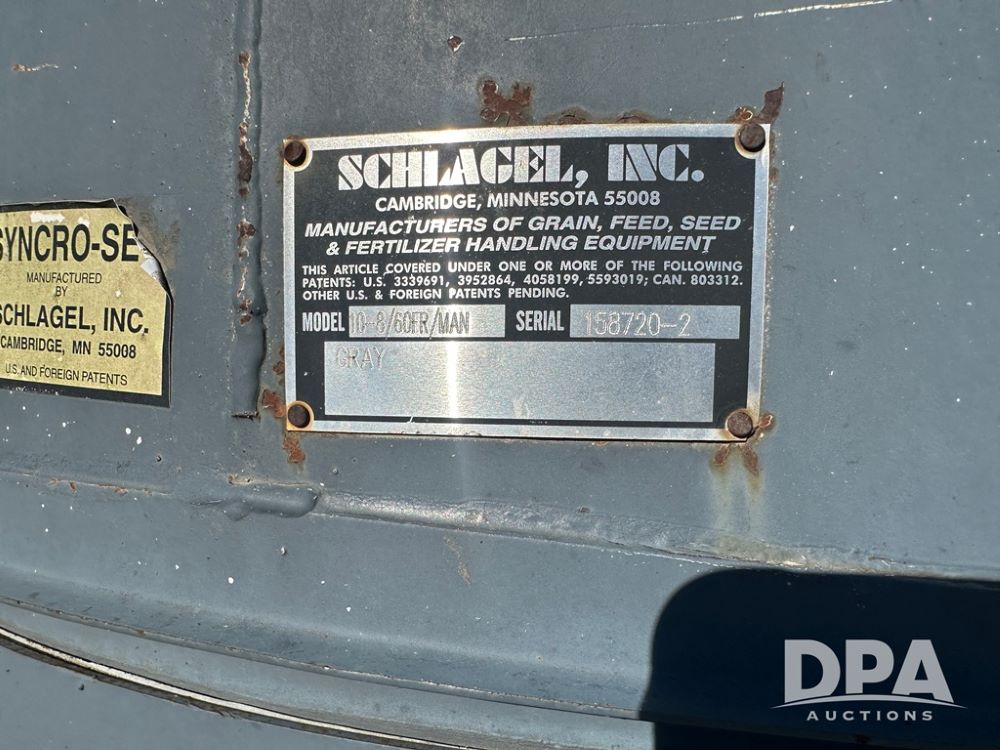 SYNCRO-SE
MANUFACTURED
BY
SCHLAGEL, INC.
CAMBRIDGE, MN 55008
U.S. AND FOREIGN PATENTS
SCHLAGEL, INC.
CAMBRIDGE, MINNESOTA 55008
MANUFACTURERS OF GRAIN, FEED, SEED
& FERTILIZER HANDLING EQUIPMENT
THIS ARTICLE COVERED UNDER ONE OR MORE OF THE FOLLOWING
PATENTS: U.S. 3339691, 3952864, 4058199, 5593019; CAN. 803312.
OTHER U.S. & FOREIGN PATENTS PENDING.
MODEL 10-8/60FR/MAN SERIAL 158720-2
GRAY
DPA
AUCTIONS